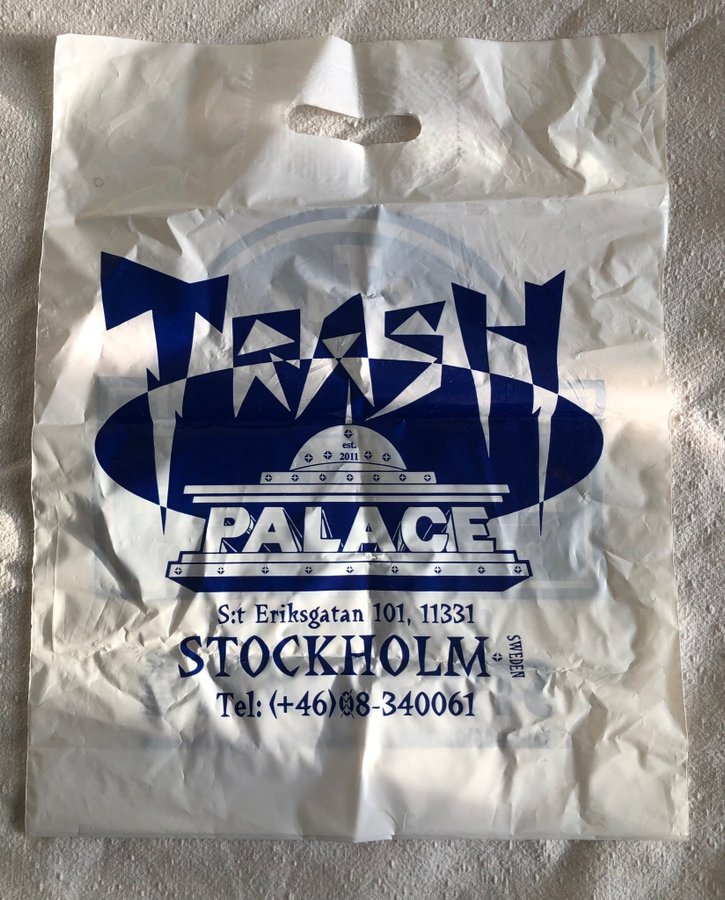 TRASH
est.
2011
PALACE
S:t Eriksgatan 101, 11331
STOCKHOLM SWEDEN
Tel: (+46)08-340061